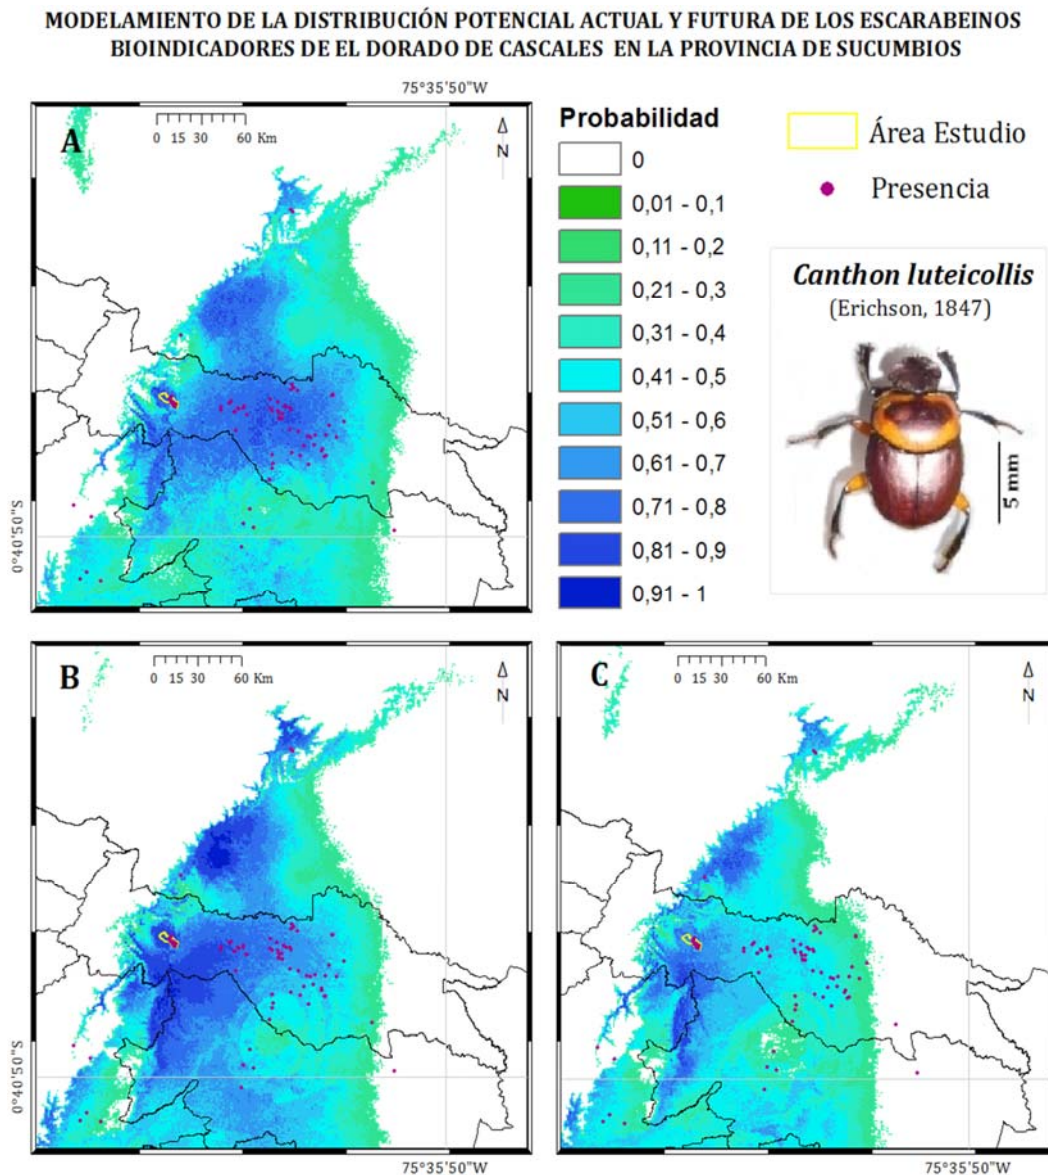 MODELAMIENTO DE LA DISTRIBUCIÓN POTENCIAL ACTUAL Y FUTURA DE LOS ESCARABEINOS
BIOINDICADORES DE EL DORADO DE CASCALES EN LA PROVINCIA DE SUCUMBIOS
75°35'50"W
A
0 15 30 60 Km
N
0°40'50"S
Probabilidad
0
0,01 - 0,1
0,11 - 0,2
0,21 - 0,3
0,31 - 0,4
0,41 - 0,5
0,51 - 0,6
0,61 - 0,7
0,71 - 0,8
0,81 - 0,9
0,91 - 1
Área Estudio
Presencia
Canthon luteicollis
(Erichson, 1847)
5 mm
B
0 15 30 60 Km
N
0°40'50"S
75°35'50"W
C
0 15 30 60 Km
N
75°35'50"W